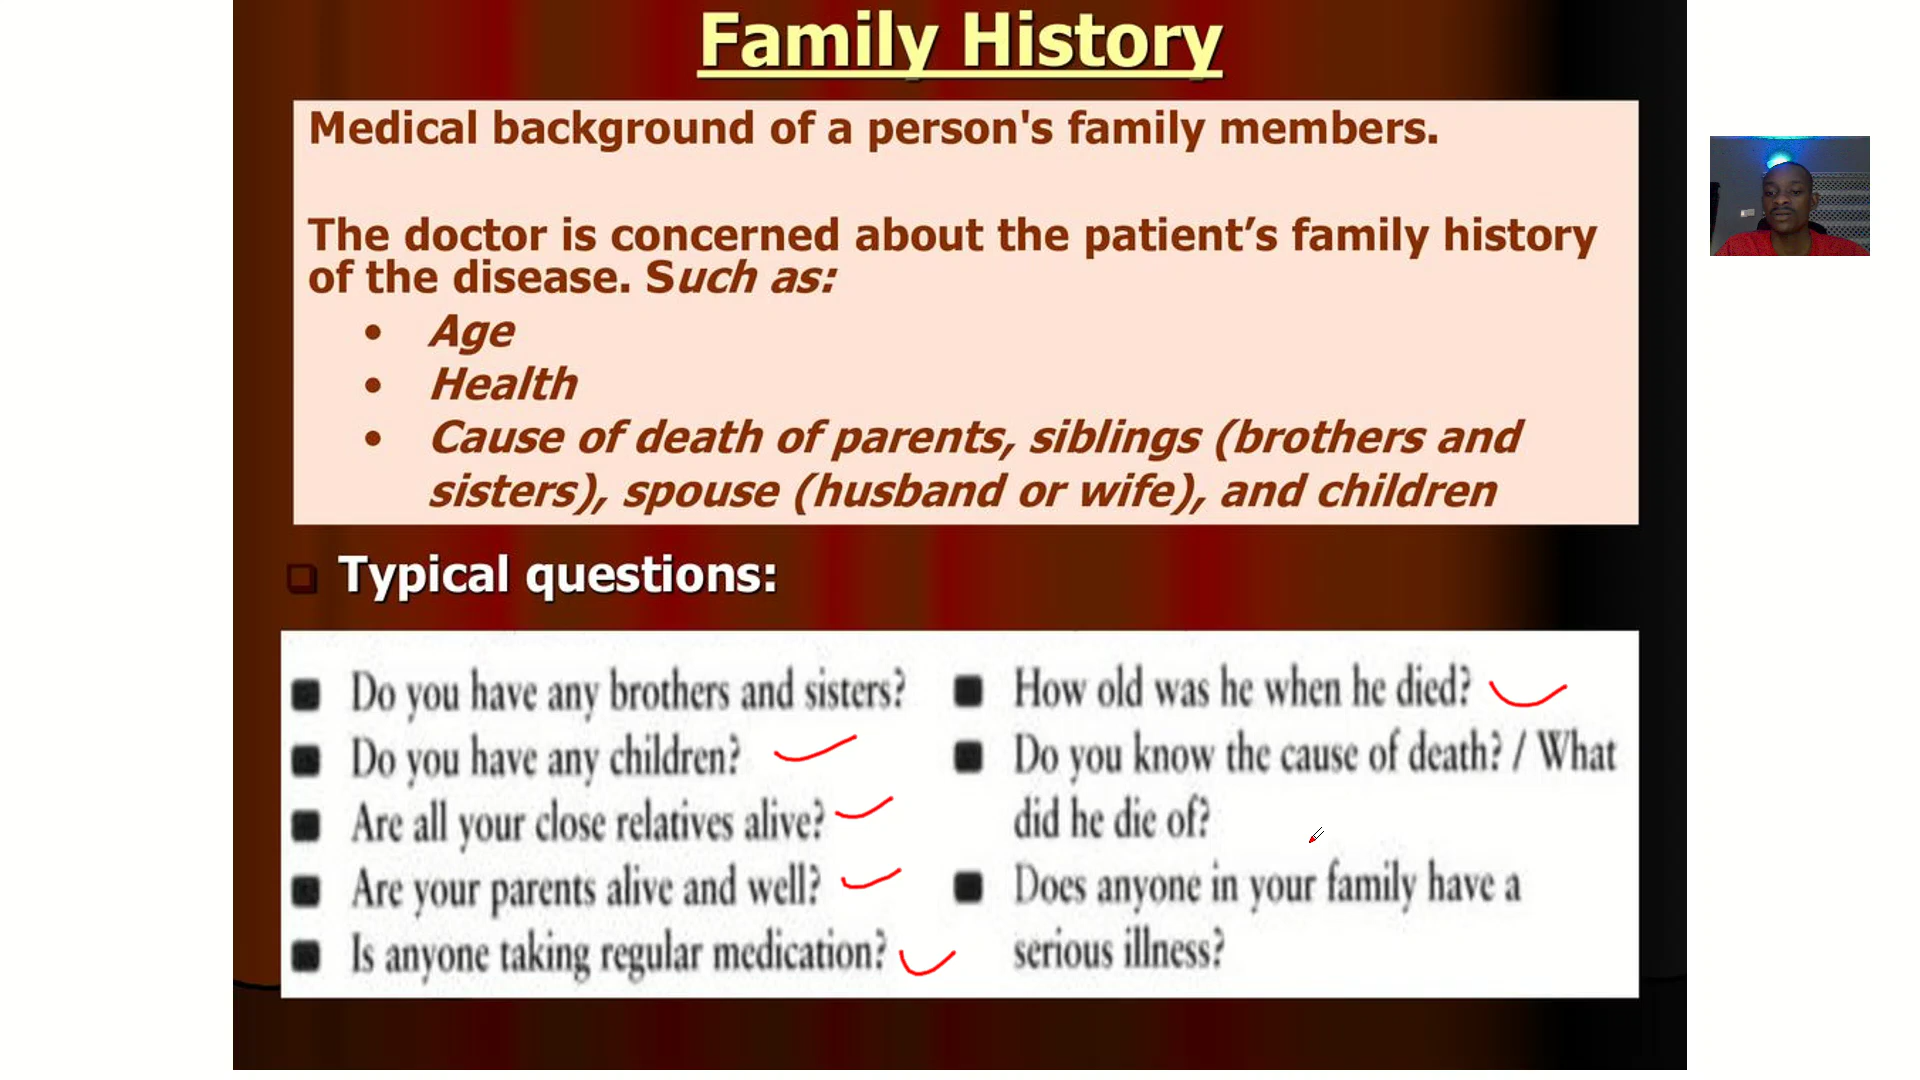 Family History
Medical background of a person's family members.
The doctor is concerned about the patient’s family history
of the disease. Such as:
• Age
• Health
• Cause of death of parents, siblings (brothers and
sisters), spouse (husband or wife), and children
Typical questions:
Do you have any brothers and sisters?
Do you have any children?
Are all your close relatives alive?
Are your parents alive and well?
Is anyone taking regular medication?
How old was he when he died?
Do you know the cause of death? / What
did he die of?
Does anyone in your family have a
serious illness?